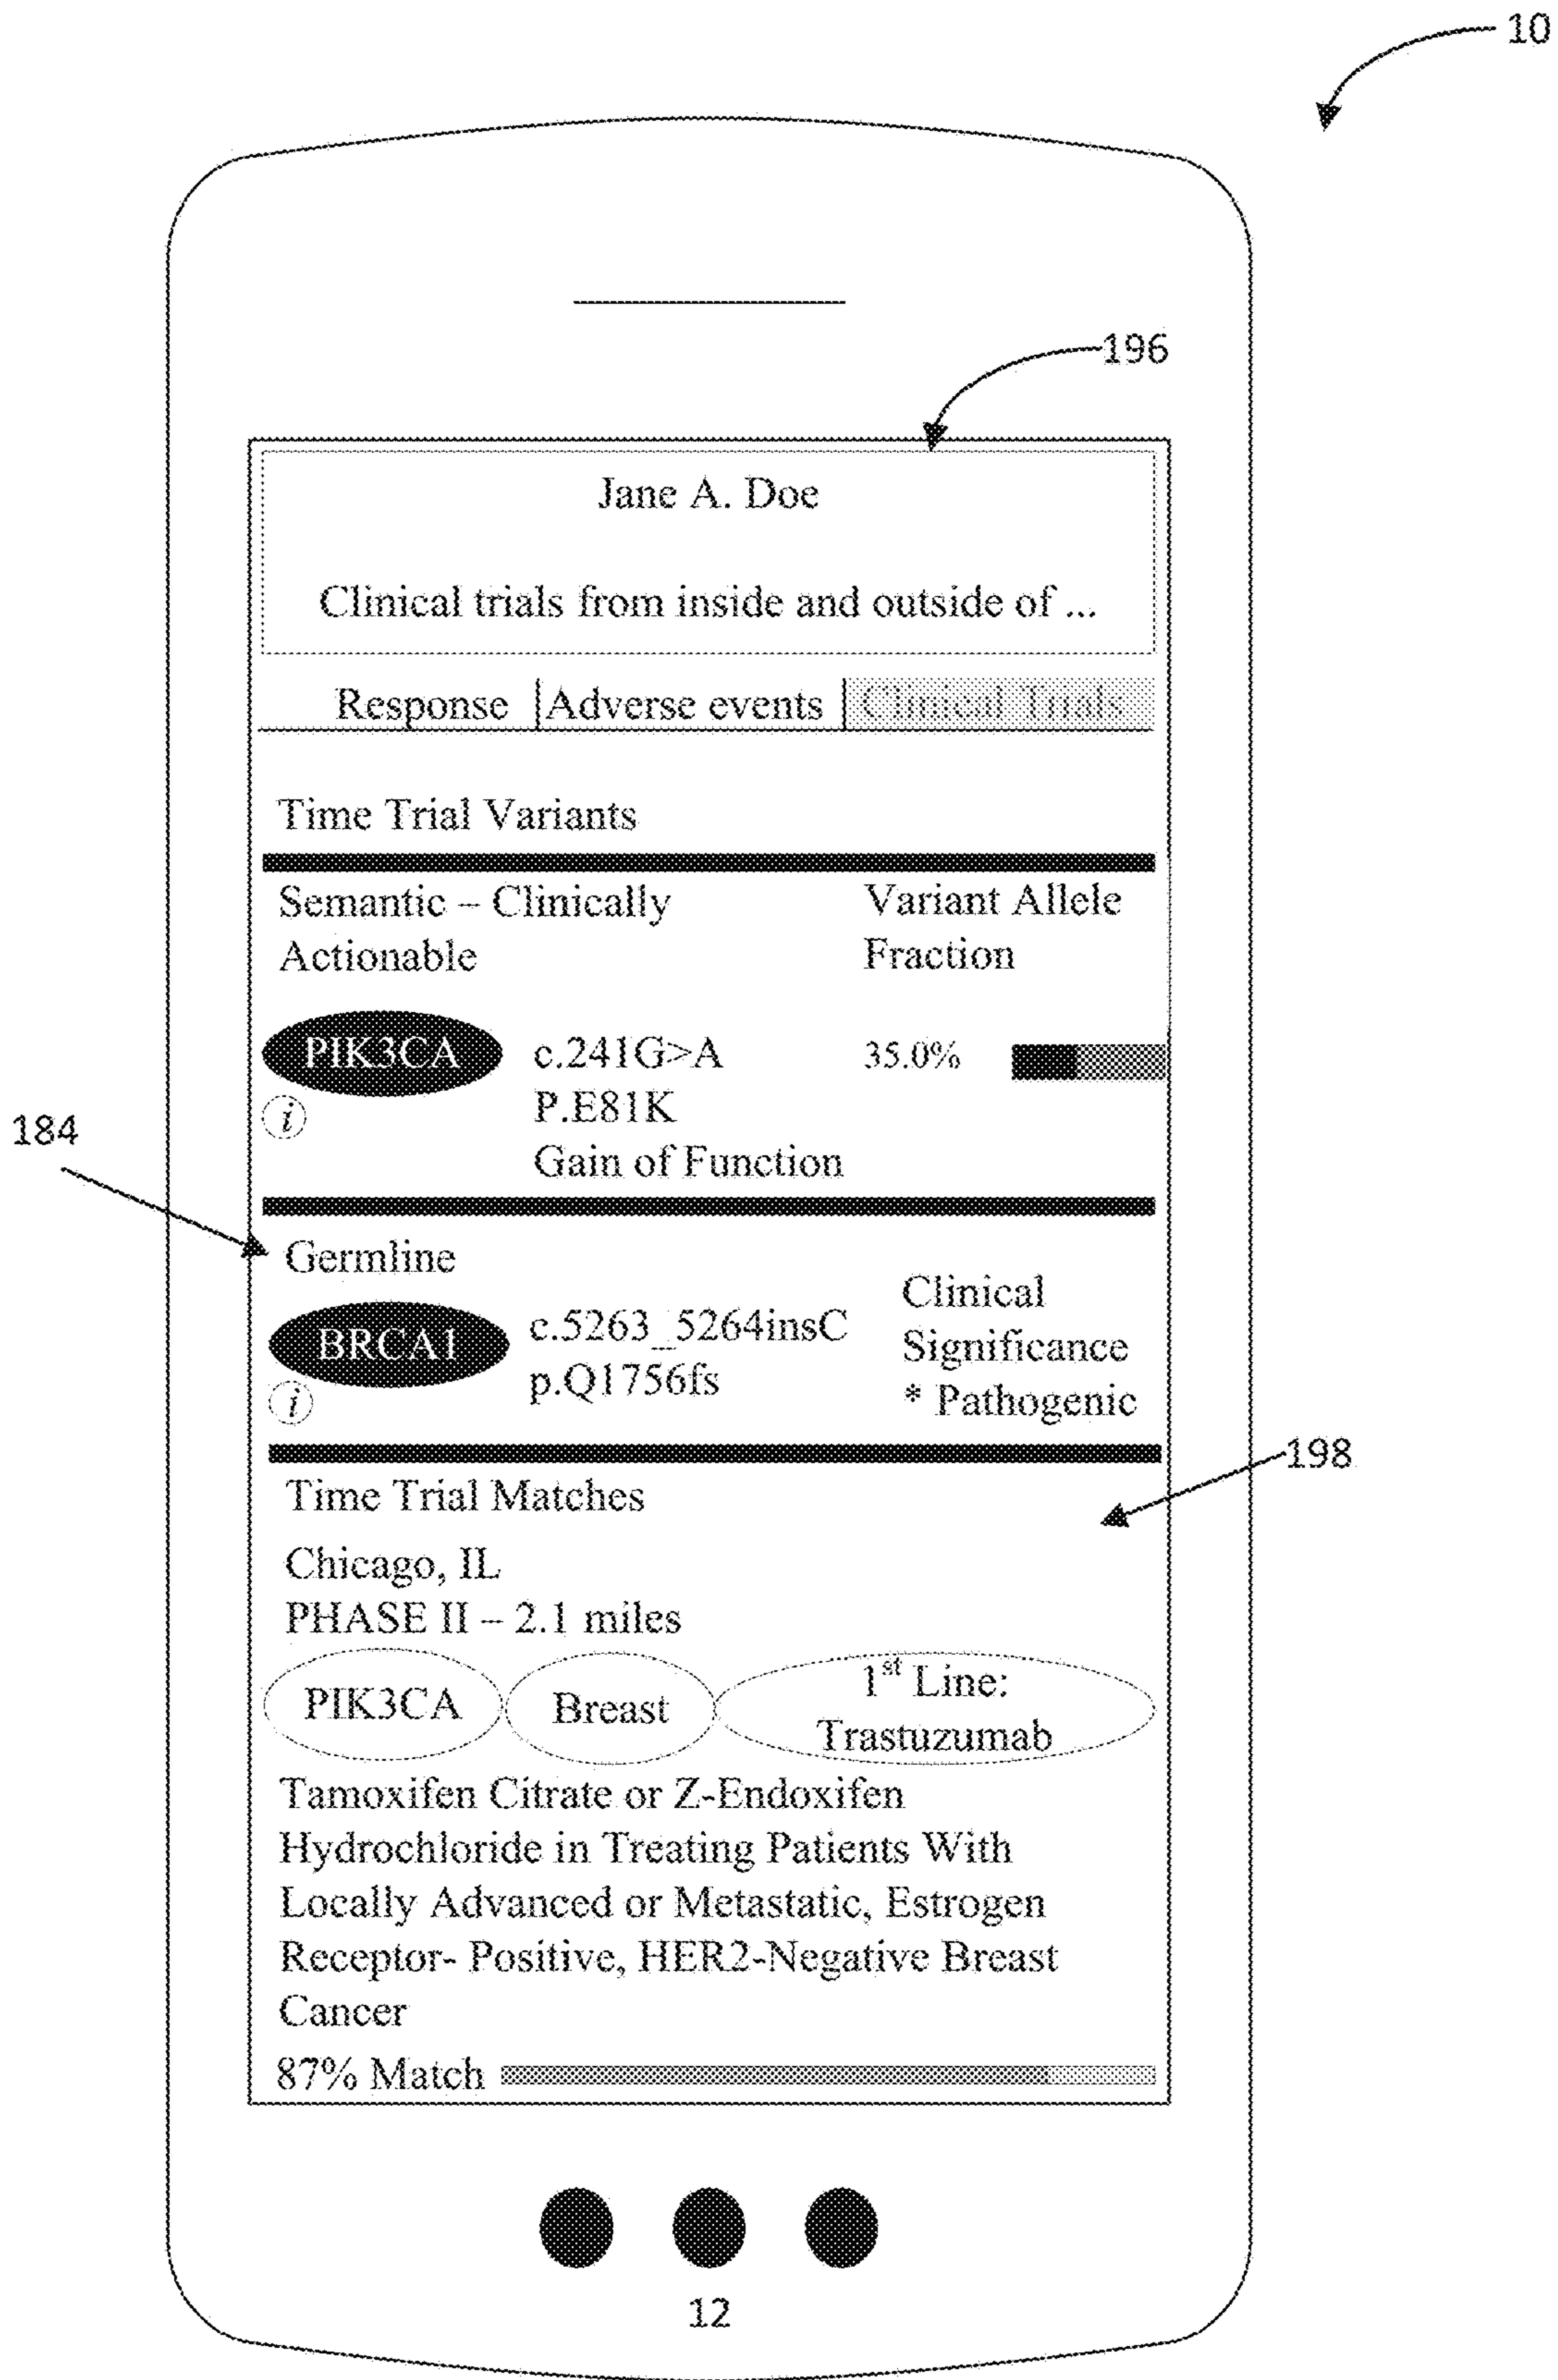 10
196
Jane A. Doe
Clinical trials from inside and outside of ...
Response Adverse events Clinical Trials
Time Trial Variants
Semantic – Clinically Actionable
Variant Allele Fraction
PIK3CA
i
c.241G>A
P.E81K
Gain of Function
35.0%
184
Germline
BRCA1
i
c.5263_5264insC
p.Q1756fs
Clinical
Significance
* Pathogenic
198
Time Trial Matches
Chicago, IL
PHASE II – 2.1 miles
PIK3CA
Breast
1st Line:
Trastuzumab
Tamoxifen Citrate or Z-Endoxifen
Hydrochloride in Treating Patients With
Locally Advanced or Metastatic, Estrogen
Receptor- Positive, HER2-Negative Breast
Cancer
87% Match
12